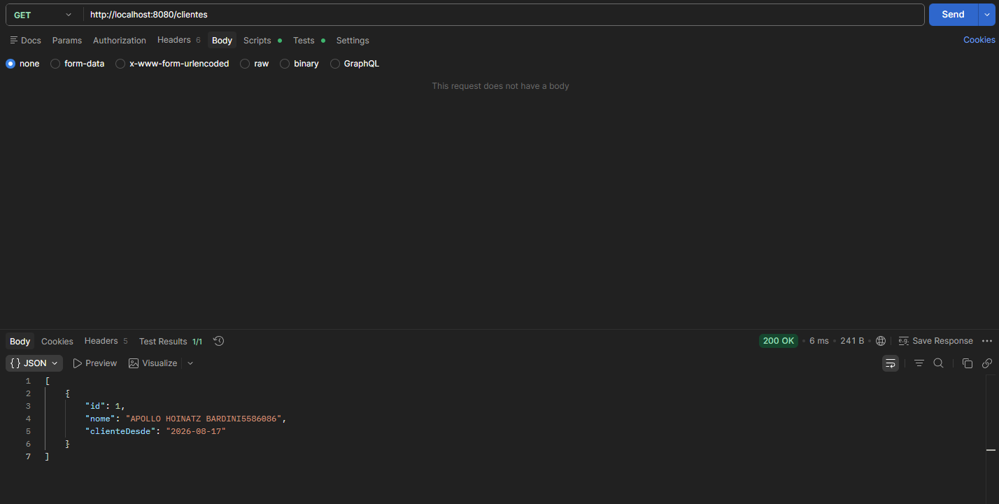 GET http://localhost:8080/clientes Send
Docs Params Authorization Headers 6 Body Scripts Tests Settings Cookies
none form-data x-www-form-urlencoded raw binary GraphQL
This request does not have a body
Body Cookies Headers 5 Test Results 1/1 200 OK 6 ms 241 B e.g. Save Response
{} JSON Preview Visualize
1 [
2 {
3 "id": 1,
4 "nome": "APOLLO HOINATZ BARDINI5586086",
5 "clienteDesde": "2026-08-17"
6 }
7 ]